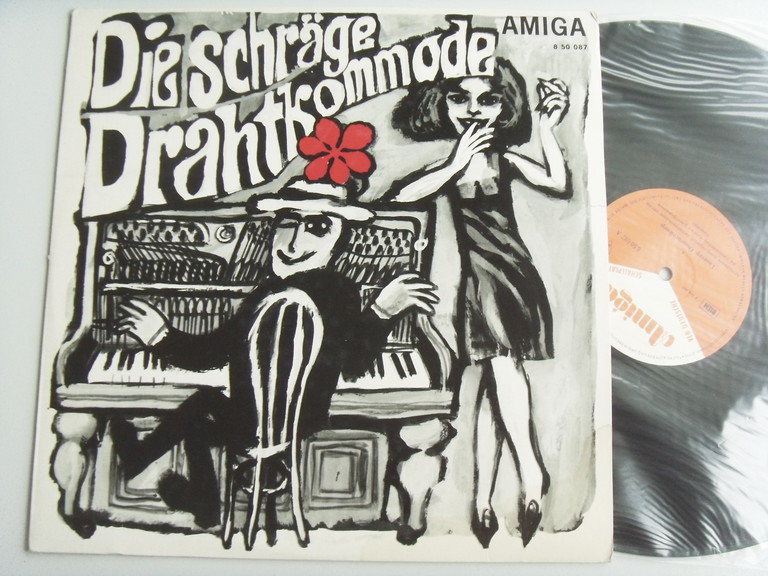 Die schräge
Drahtkommode
AMIGA
8 50 087
Amiga